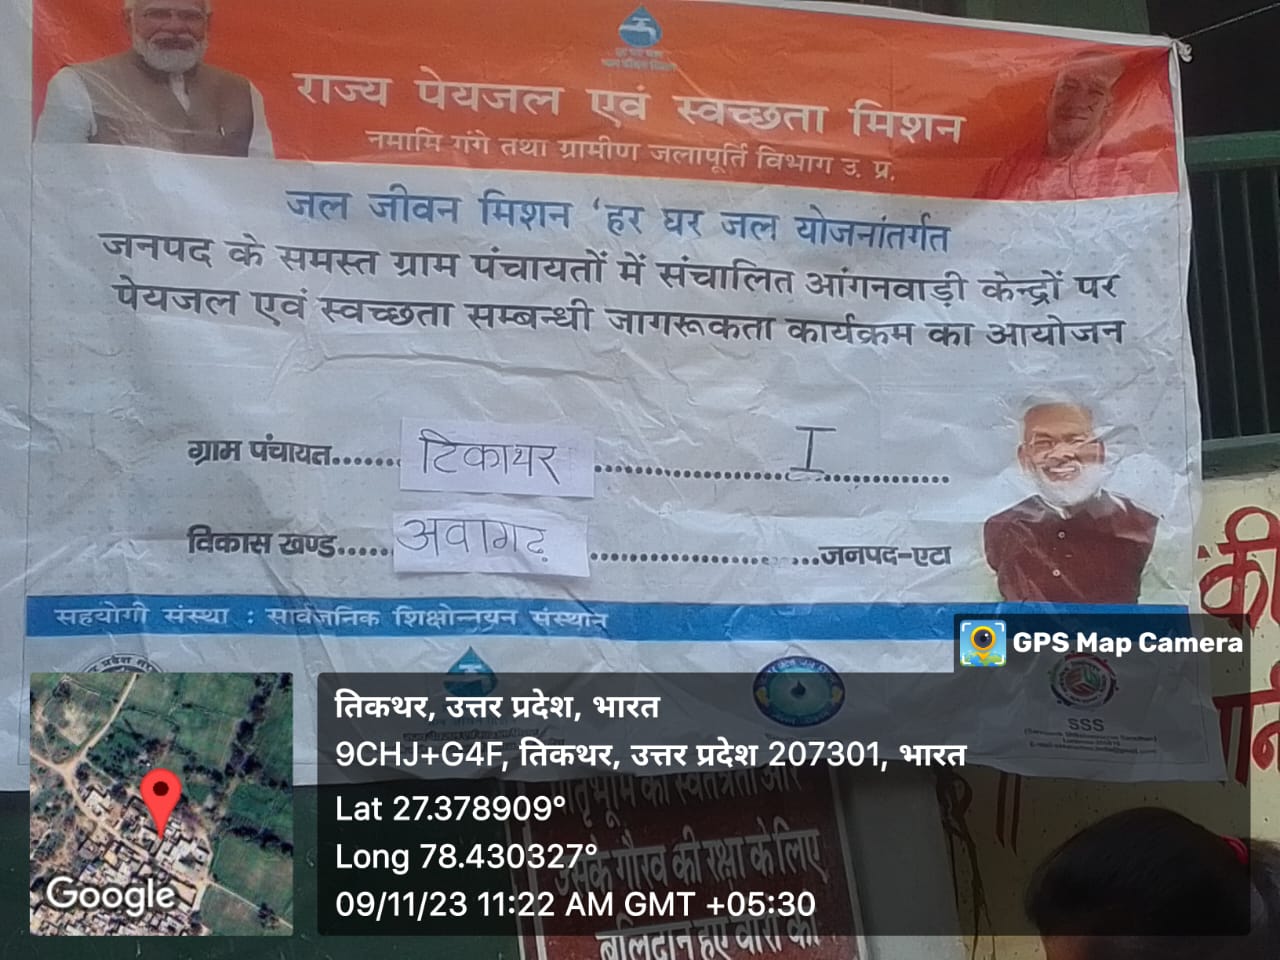 राज्य पेयजल एवं स्वच्छता मिशन
नमामि गंगे तथा ग्रामीण जलापूर्ति विभाग उ. प्र.
जल जीवन मिशन 'हर घर जल योजनांतर्गत
जनपद के समस्त ग्राम पंचायतों में संचालित आंगनवाड़ी केन्द्रों पर
पेयजल एवं स्वच्छता सम्बन्धी जागरूकता कार्यक्रम का आयोजन
ग्राम पंचायत....... टिकाथर ........................ I ...............
विकास खण्ड...... अवागढ़ .............................जनपद-एटा
सहयोगी संस्था : सार्वजनिक शिक्षोन्नयन संस्थान
GPS Map Camera
SSS
तिकथर, उत्तर प्रदेश, भारत
9CHJ+G4F, तिकथर, उत्तर प्रदेश 207301, भारत
Lat 27.378909°
Long 78.430327°
09/11/23 11:22 AM GMT +05:30
Google
की रक्षा के लिए
बलिदान हुए वीरों को